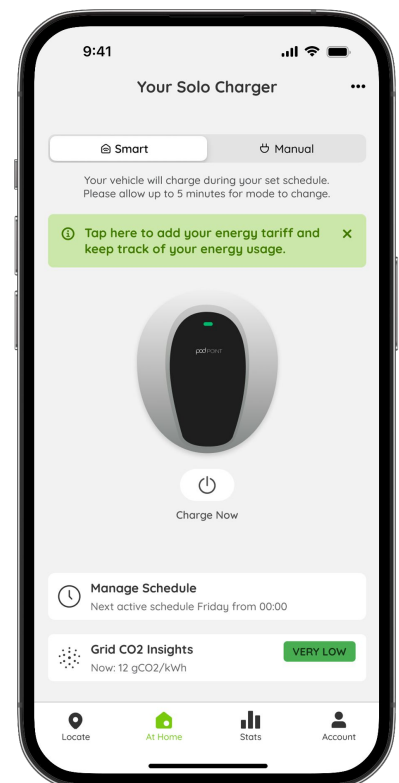 9:41
Your Solo Charger
Smart
Manual
Your vehicle will charge during your set schedule.
Please allow up to 5 minutes for mode to change.
Tap here to add your energy tariff and
keep track of your energy usage.
pod POINT
Charge Now
Manage Schedule
Next active schedule Friday from 00:00
Grid CO2 Insights
VERY LOW
Now: 12 gCO2/kWh
Locate
At Home
Stats
Account